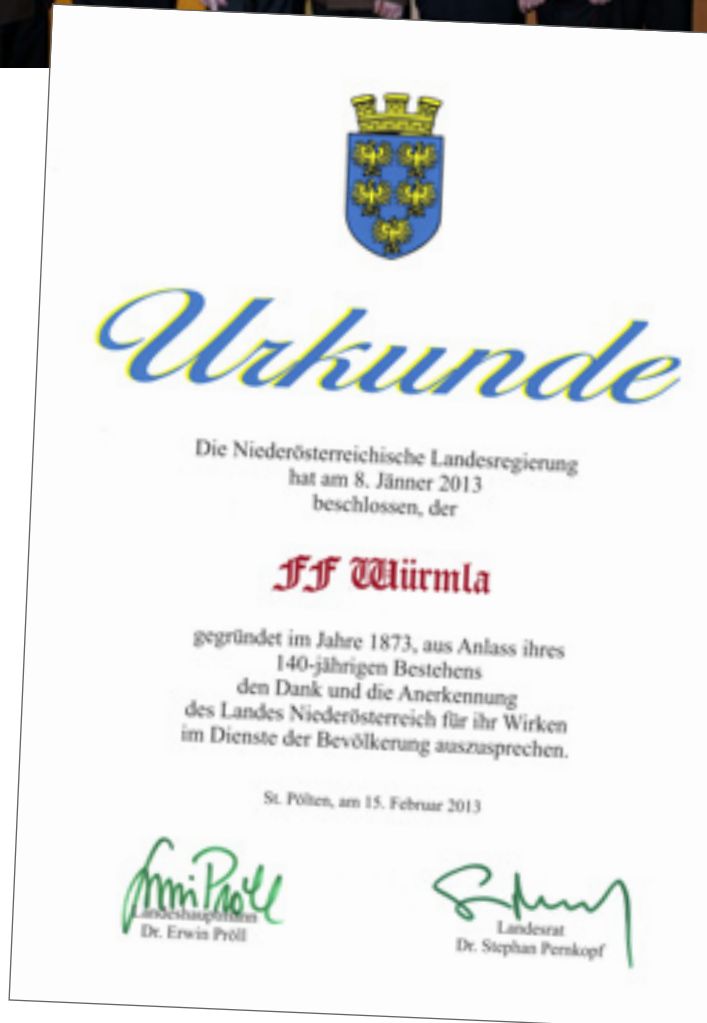 Urkunde
Die Niederösterreichische Landesregierung
hat am 8. Jänner 2013
beschlossen, der
FF Würmla
gegründet im Jahre 1873, aus Anlass ihres
140-jährigen Bestehens
den Dank und die Anerkennung
des Landes Niederösterreich für ihr Wirken
im Dienste der Bevölkerung auszusprechen.
St. Pölten, am 15. Februar 2013
Erwin Pröll
Landeshauptmann
Dr. Erwin Pröll
Landesrat
Dr. Stephan Pernkopf